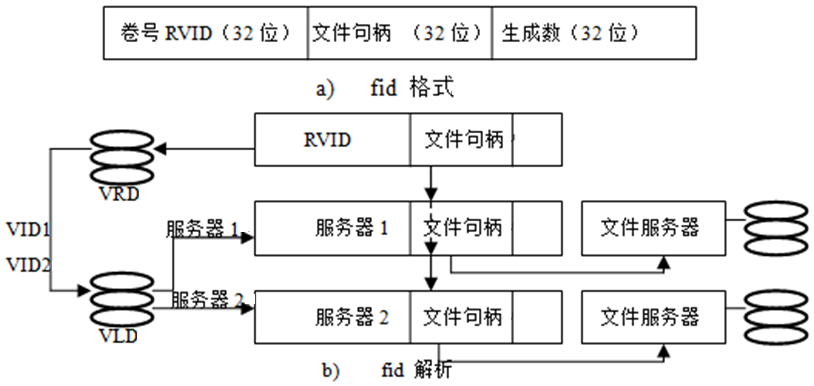 卷号 RVID（32 位） 文件句柄 （32 位） 生成数（32 位）
a) fid 格式
RVID 文件句柄
VRD
服务器 1 服务器 1 文件句柄 文件服务器
VID1
VID2
服务器 2 服务器 2 文件句柄 文件服务器
VLD
b) fid 解析